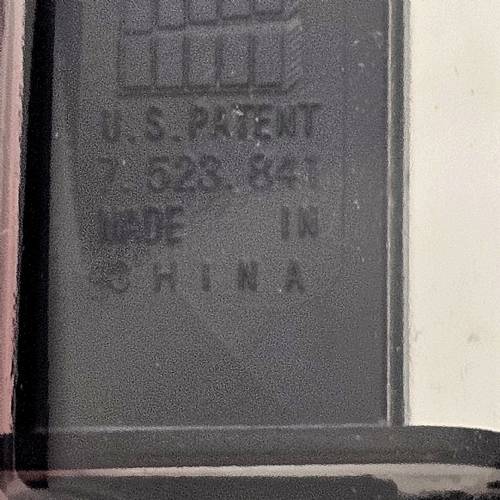 U.S.PATENT
7.523.841
MADE IN
CHINA